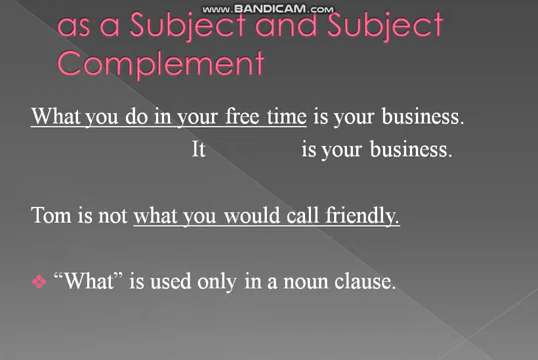 www.BANDICAM.com
as a Subject and Subject
Complement
What you do in your free time is your business.
It is your business.
Tom is not what you would call friendly.
“What” is used only in a noun clause.